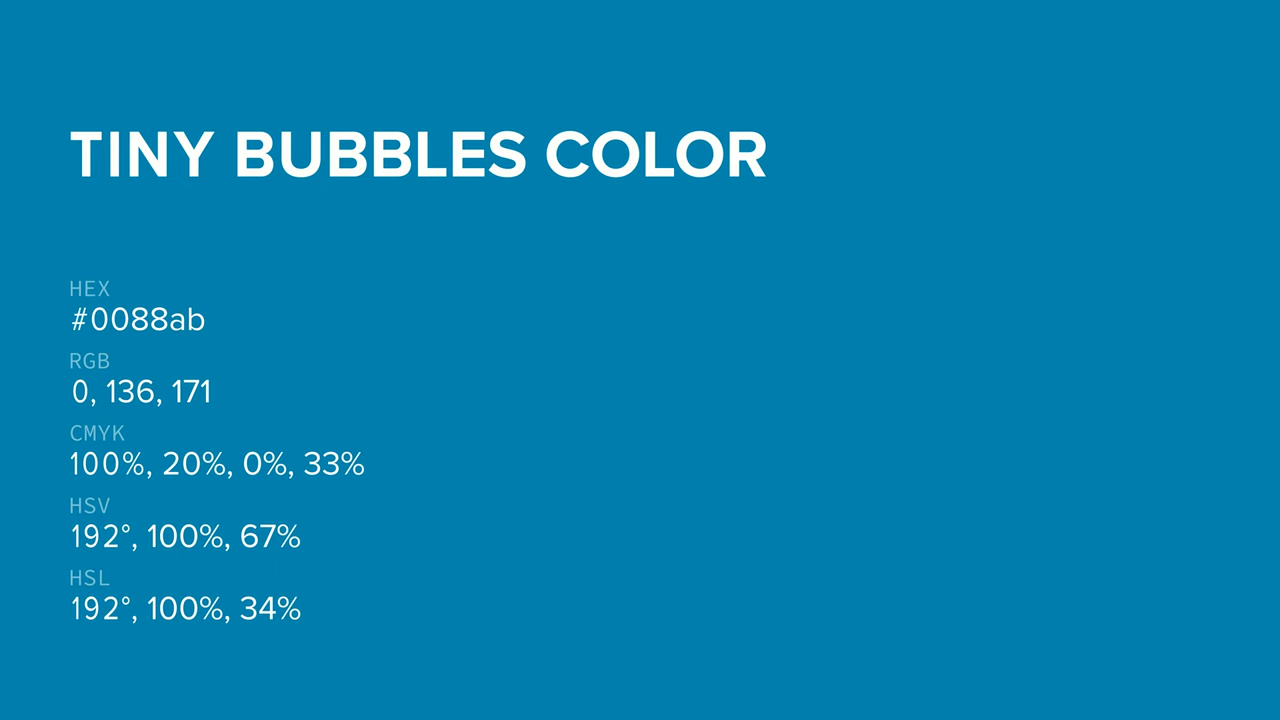 TINY BUBBLES COLOR
HEX
#0088ab
RGB
0, 136, 171
CMYK
100%, 20%, 0%, 33%
HSV
192°, 100%, 67%
HSL
192°, 100%, 34%